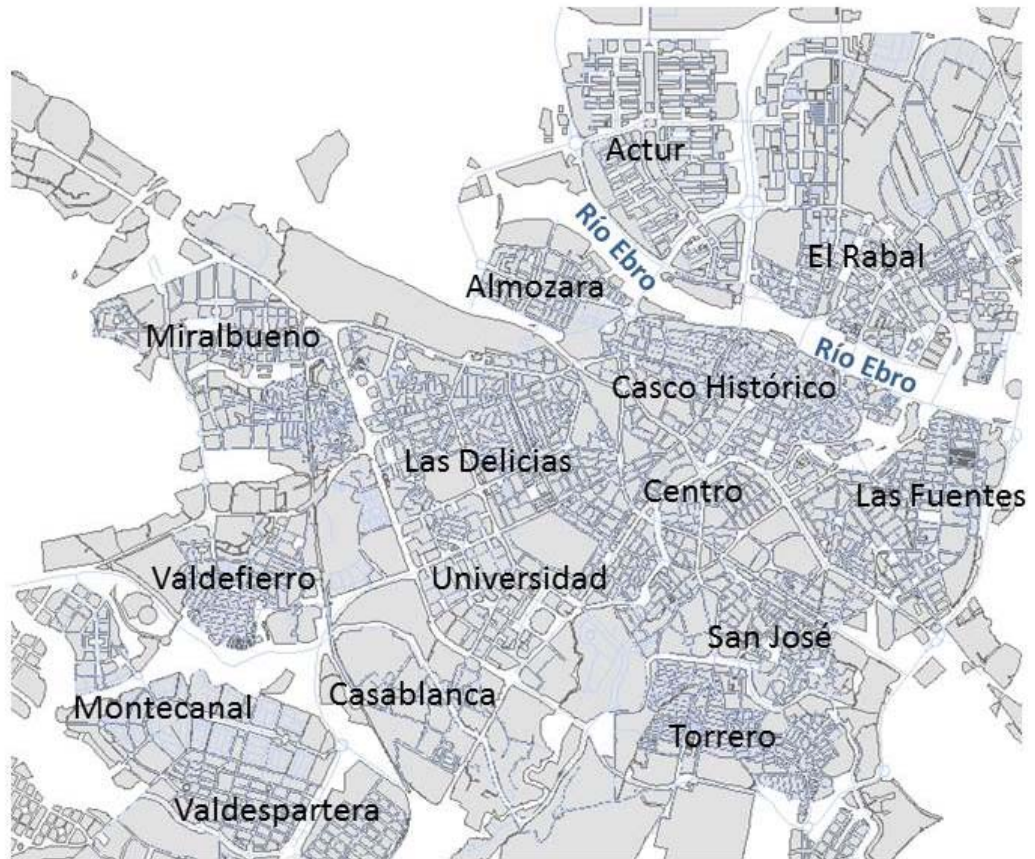 Actur
Río Ebro
El Rabal
Almozara
Miralbueno
Río Ebro
Casco Histórico
Las Delicias
Centro
Las Fuentes
Valdefierro
Universidad
San José
Casablanca
Montecanal
Torrero
Valdespartera